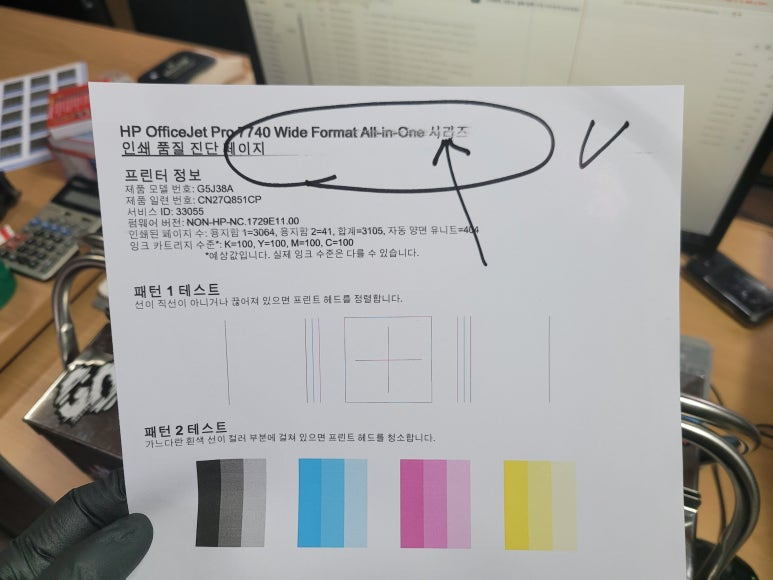 HP OfficeJet Pro 7740 Wide Format All-in-One 시리즈
인쇄 품질 진단 페이지
프린터 정보
제품 모델 번호: G5J38A
제품 일련 번호: CN27Q851CP
서비스 ID: 33055
펌웨어 버전: NON-HP-NC.1729E11.00
인쇄된 페이지 수: 용지함 1=3064, 용지함 2=41, 합계=3105, 자동 양면 유니트=404
잉크 카트리지 수준*: K=100, Y=100, M=100, C=100
*예상값입니다. 실제 잉크 수준은 다를 수 있습니다.
패턴 1 테스트
선이 직선이 아니거나 끊어져 있으면 프린트 헤드를 정렬합니다.
패턴 2 테스트
가느다란 흰색 선이 컬러 부분에 걸쳐 있으면 프린트 헤드를 청소합니다.